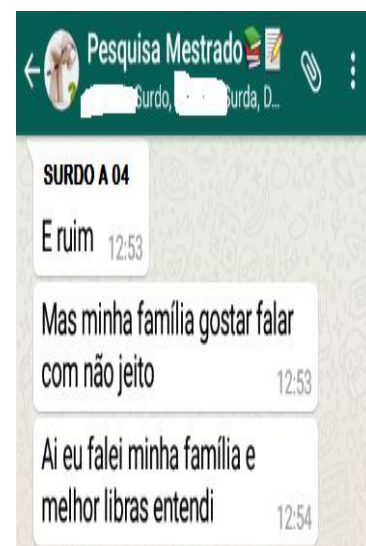 Pesquisa Mestrado📚📝
Surdo, Surda, D...
SURDO A 04
E ruim 12:53
Mas minha família gostar falar
com não jeito 12:53
Ai eu falei minha família e
melhor libras entendi 12:54